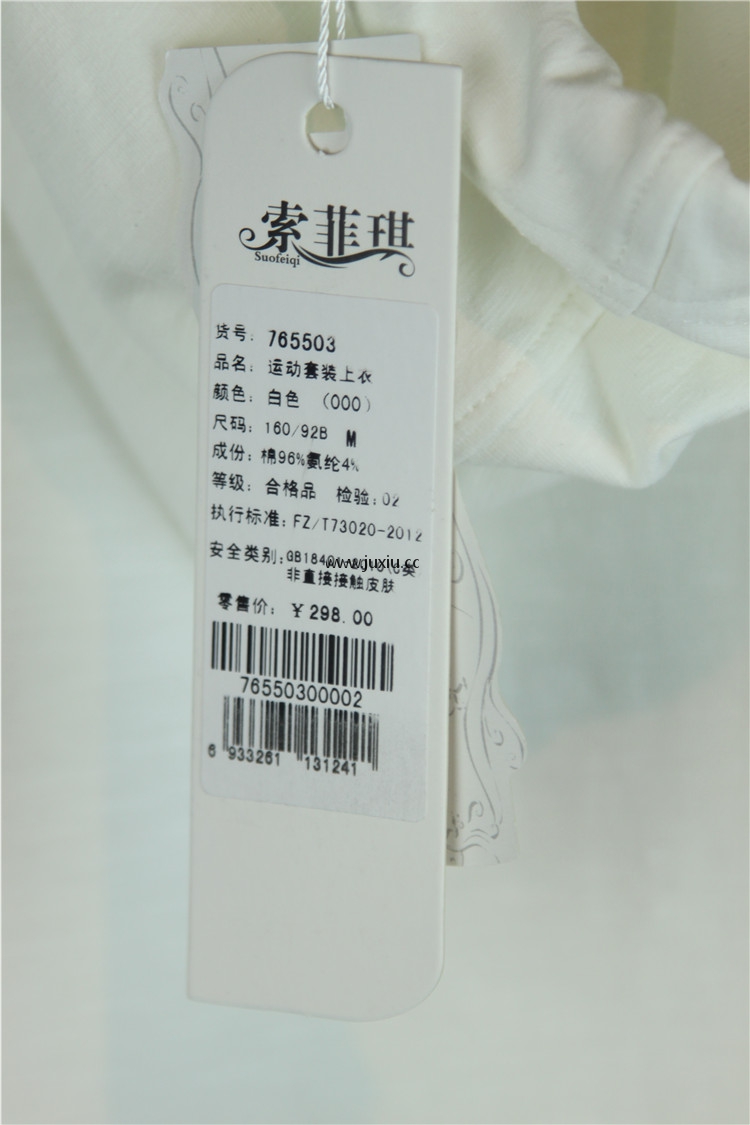 索菲琪
Suofeiqi
货号: 765503
品名: 运动套装上衣
颜色: 白色 (000)
尺码: 160/92B M
成份: 棉96%氨纶4%
等级: 合格品 检验: 02
执行标准: FZ/T73020-2012
安全类别: GB18401
www.juxiu.cc
非直接接触皮肤
零售价: ¥298.00
76550300002
6 933261 131241